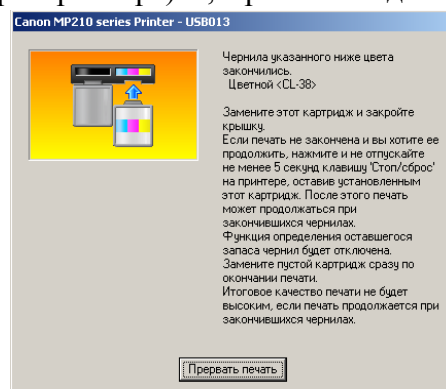 Canon MP210 series Printer - USB013
Чернила указанного ниже цвета
закончились.
Цветной <CL-38>
Замените этот картридж и закройте
крышку.
Если печать не закончена и вы хотите ее
продолжить, нажмите и не отпускайте
не менее 5 секунд клавишу 'Стоп/сброс'
на принтере, оставив установленным
этот картридж. После этого печать
может продолжаться при
закончившихся чернилах.
Функция определения оставшегося
запаса чернил будет отключена.
Замените пустой картридж сразу по
окончании печати.
Итоговое качество печати не будет
высоким, если печать продолжается при
закончившихся чернилах.
Прервать печать